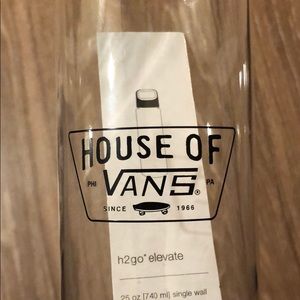 HOUSE OF
PHI VANS® PA
SINCE 1966
h2go® elevate
25 oz [740 ml] single wall